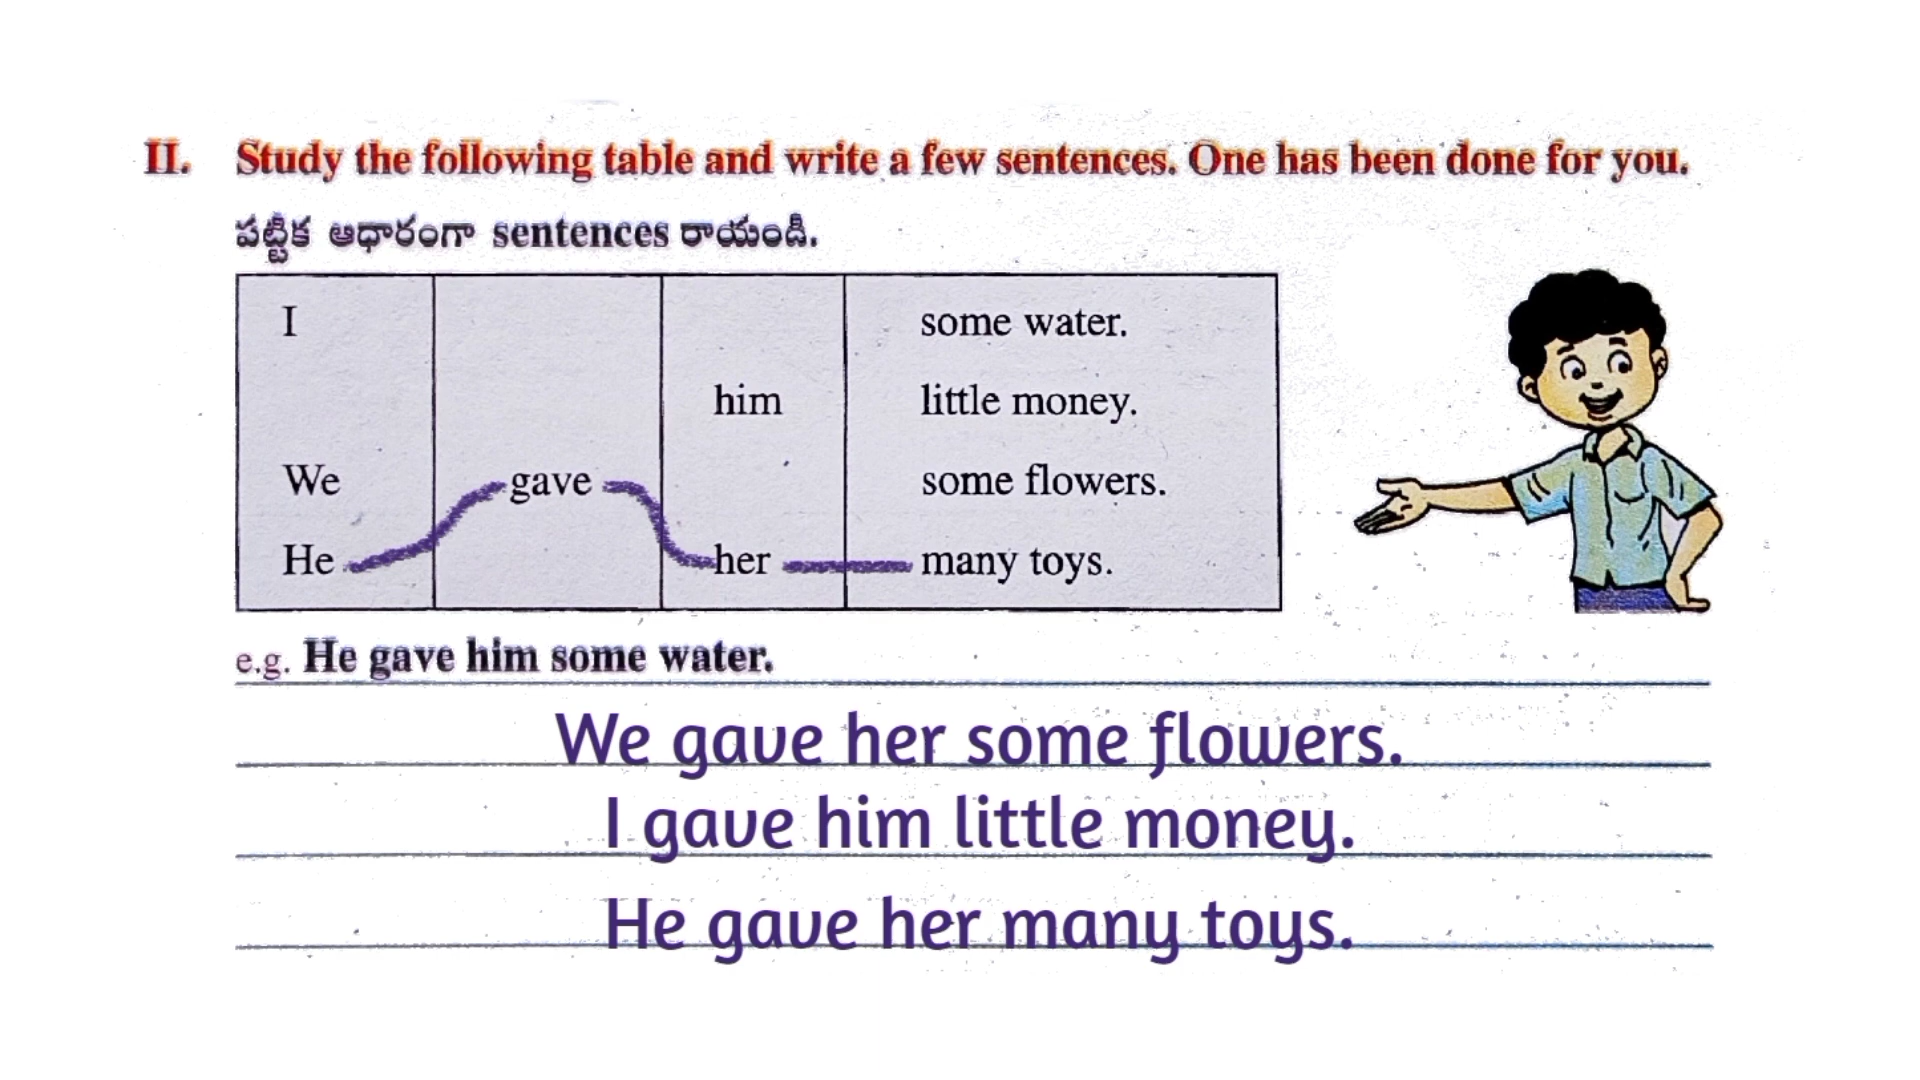 II. Study the following table and write a few sentences. One has been done for you.
పట్టిక ఆధారంగా sentences రాయండి.
I some water.
him little money.
We gave some flowers.
He her many toys.
e.g. He gave him some water.
We gave her some flowers.
I gave him little money.
He gave her many toys.